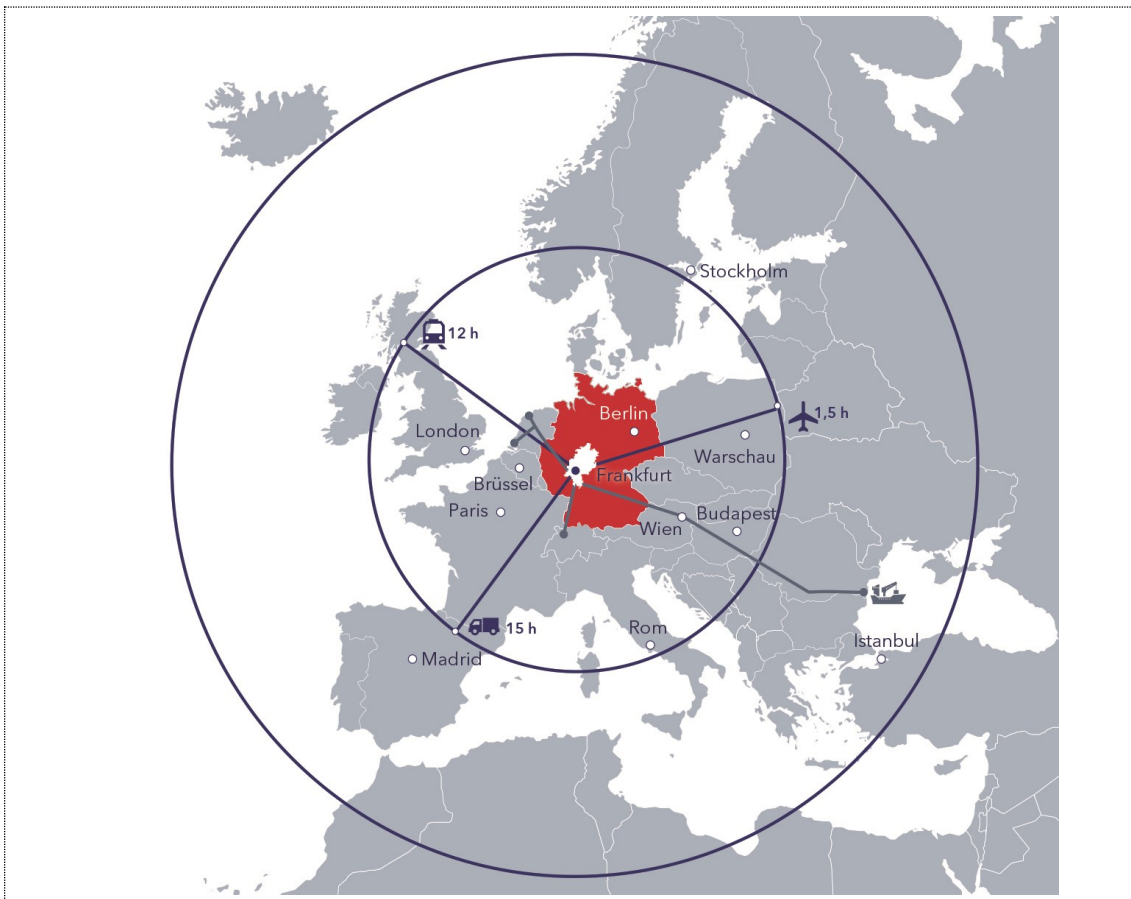 Stockholm
12 h
Berlin
1,5 h
London
Warschau
Brüssel
Frankfurt
Paris
Budapest
Wien
15 h
Rom
Istanbul
Madrid